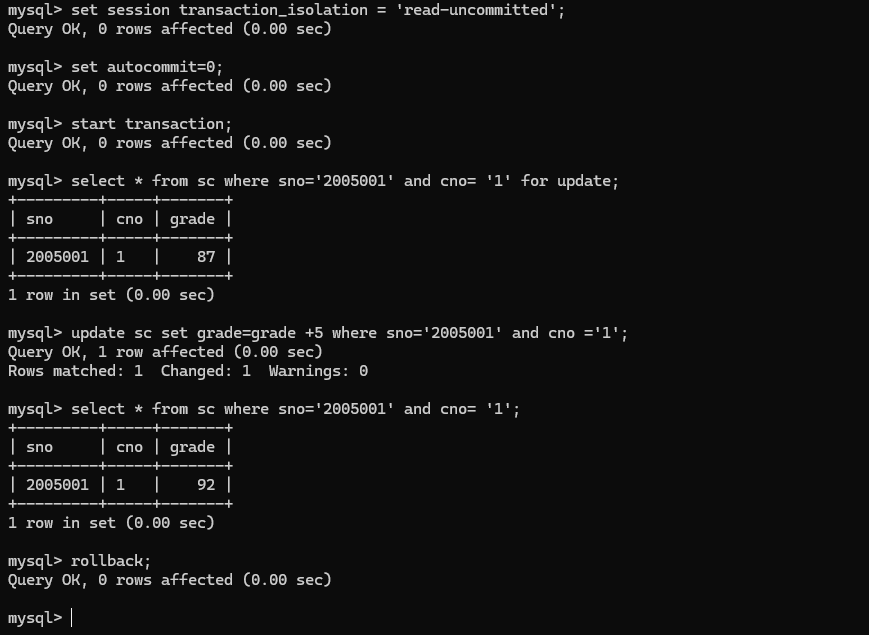 mysql> set session transaction_isolation = 'read-uncommitted';
Query OK, 0 rows affected (0.00 sec)
mysql> set autocommit=0;
Query OK, 0 rows affected (0.00 sec)
mysql> start transaction;
Query OK, 0 rows affected (0.00 sec)
mysql> select * from sc where sno='2005001' and cno= '1' for update;
+---------+-----+-------+
| sno     | cno | grade |
+---------+-----+-------+
| 2005001 | 1   |    87 |
+---------+-----+-------+
1 row in set (0.00 sec)
mysql> update sc set grade=grade +5 where sno='2005001' and cno ='1';
Query OK, 1 row affected (0.00 sec)
Rows matched: 1  Changed: 1  Warnings: 0
mysql> select * from sc where sno='2005001' and cno= '1';
+---------+-----+-------+
| sno     | cno | grade |
+---------+-----+-------+
| 2005001 | 1   |    92 |
+---------+-----+-------+
1 row in set (0.00 sec)
mysql> rollback;
Query OK, 0 rows affected (0.00 sec)
mysql>